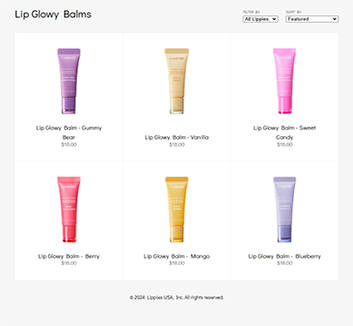 Lip Glowy Balms
FILTER BY
All Lippies
SORT BY
Featured
Lip Glowy Balm - Gummy
Bear
$18.00
Lip Glowy Balm - Vanilla
$18.00
Lip Glowy Balm - Sweet
Candy
$18.00
Lip Glowy Balm - Berry
$18.00
Lip Glowy Balm - Mango
$18.00
Lip Glowy Balm - Blueberry
$18.00
© 2024 Lippies USA, Inc. All rights reserved.